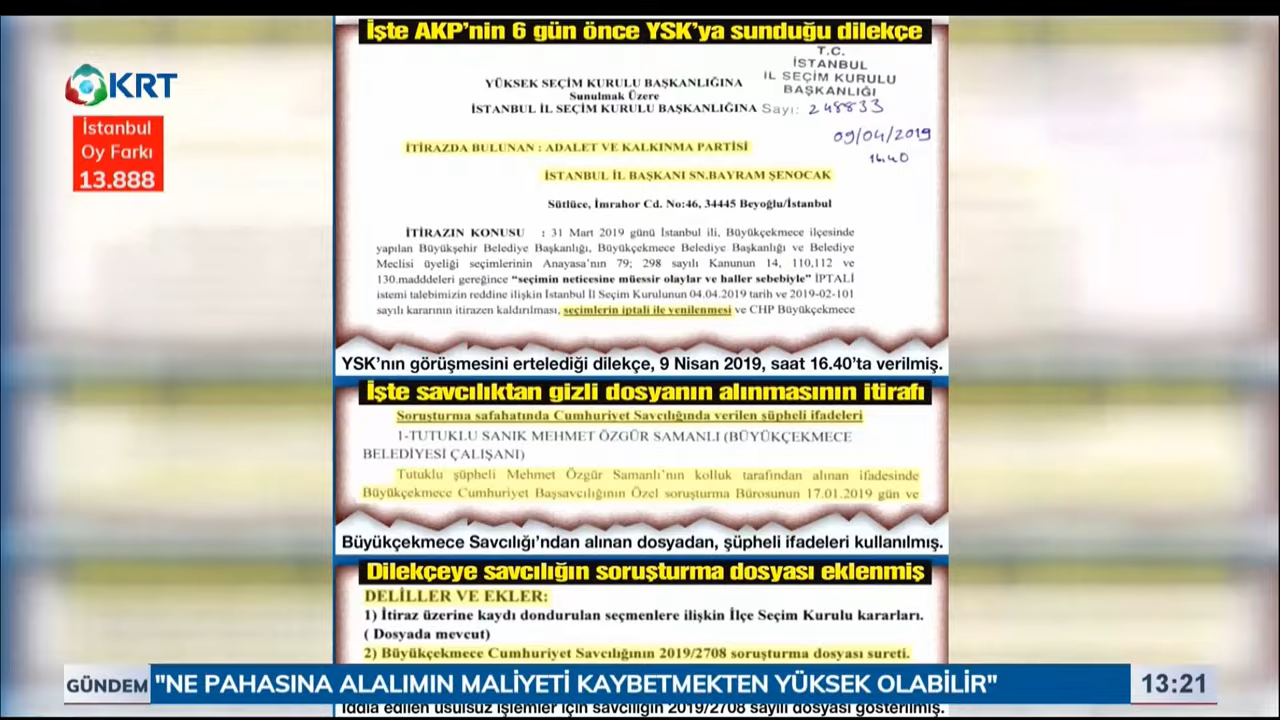 İşte AKP'nin 6 gün önce YSK'ya sunduğu dilekçe
KRT
İstanbul
Oy Farkı
13.888
T.C.
İSTANBUL
İL SEÇİM KURULU
BAŞKANLIĞI
YÜKSEK SEÇİM KURULU BAŞKANLIĞINA
Sunulmak Üzere
İSTANBUL İL SEÇİM KURULU BAŞKANLIĞINA Sayı: 248833
09/04/2019
16.40
İTİRAZDA BULUNAN : ADALET VE KALKINMA PARTİSİ
İSTANBUL İL BAŞKANI SN.BAYRAM ŞENOCAK
Sütlüce, İmrahor Cd. No:46, 34445 Beyoğlu/İstanbul
İTİRAZIN KONUSU : 31 Mart 2019 günü İstanbul ili, Büyükçekmece ilçesinde
yapılan Büyükşehir Belediye Başkanlığı, Büyükçekmece Belediye Başkanlığı ve Belediye
Meclisi üyeliği seçimlerinin Anayasa'nın 79; 298 sayılı Kanunun 14, 110,112 ve
130.madddeleri gereğince "seçimin neticesine müessir olaylar ve haller sebebiyle" İPTALİ
istemi talebimizin reddine ilişkin İstanbul İl Seçim Kurulunun 04.04.2019 tarih ve 2019-02-101
sayılı kararının itirazen kaldırılması, seçimlerin iptali ile yenilenmesi ve CHP Büyükçekmece
YSK'nın görüşmesini ertelediği dilekçe, 9 Nisan 2019, saat 16.40'ta verilmiş.
İşte savcılıktan gizli dosyanın alınmasının itirafı
Soruşturma safahatında Cumhuriyet Savcılığında verilen şüpheli ifadeleri
1-TUTUKLU SANIK MEHMET ÖZGÜR SAMANLI (BÜYÜKÇEKMECE
BELEDİYESİ ÇALIŞANI)
Tutuklu şüpheli Mehmet Özgür Samanlı'nın kolluk tarafından alınan ifadesinde
Büyükçekmece Cumhuriyet Başsavcılığının Özel soruşturma Bürosunun 17.01.2019 gün ve
Büyükçekmece Savcılığı'ndan alınan dosyadan, şüpheli ifadeleri kullanılmış.
Dilekçeye savcılığın soruşturma dosyası eklenmiş
DELİLLER VE EKLER:
1) İtiraz üzerine kaydı dondurulan seçmenlere ilişkin İlçe Seçim Kurulu kararları.
( Dosyada mevcut)
2) Büyükçekmece Cumhuriyet Savcılığının 2019/2708 soruşturma dosyası sureti.
GÜNDEM "NE PAHASINA ALALIMIN MALİYETİ KAYBETMEKTEN YÜKSEK OLABİLİR" 13:21
İddia edilen usulsüz işlemler için savcılığın 2019/2708 sayılı dosyası gösterilmiş.